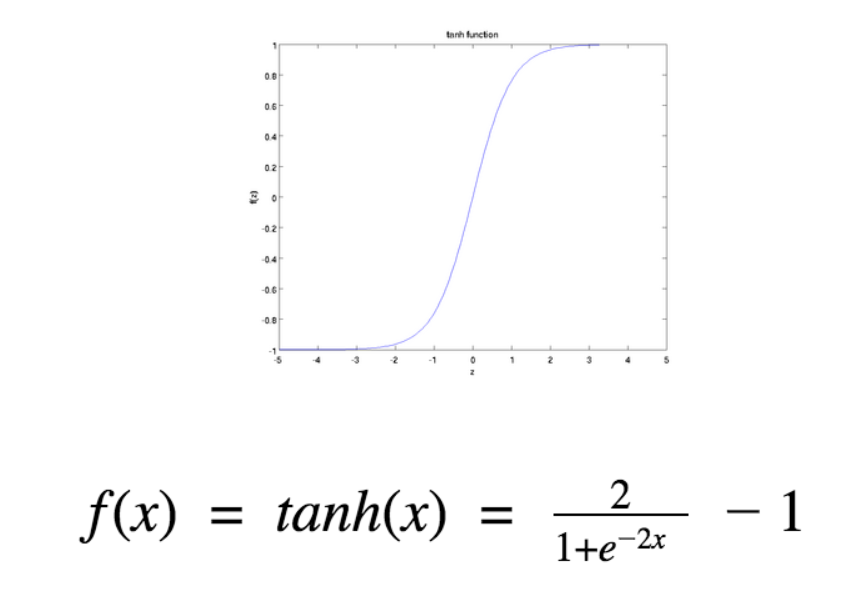 tanh function
1
0.8
0.6
0.4
0.2
f(z) 0
-0.2
-0.4
-0.6
-0.8
-1
-5 -4 -3 -2 -1 0 1 2 3 4 5
z
f(x) = tanh(x) = 2/(1+e^{-2x}) - 1